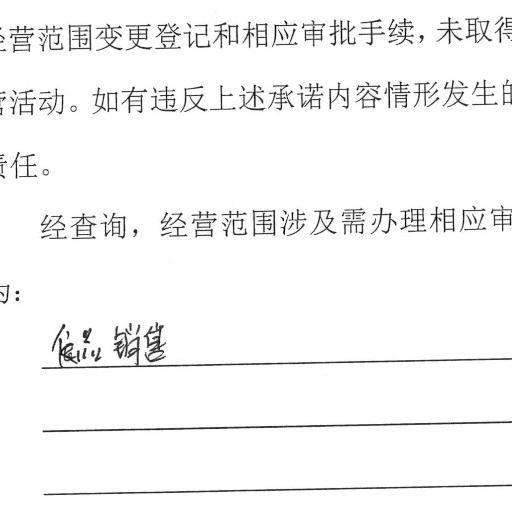 经营范围变更登记和相应审批手续，未取得
营活动。如有违反上述承诺内容情形发生的
责任。
经查询，经营范围涉及需办理相应审
为：
食品销售